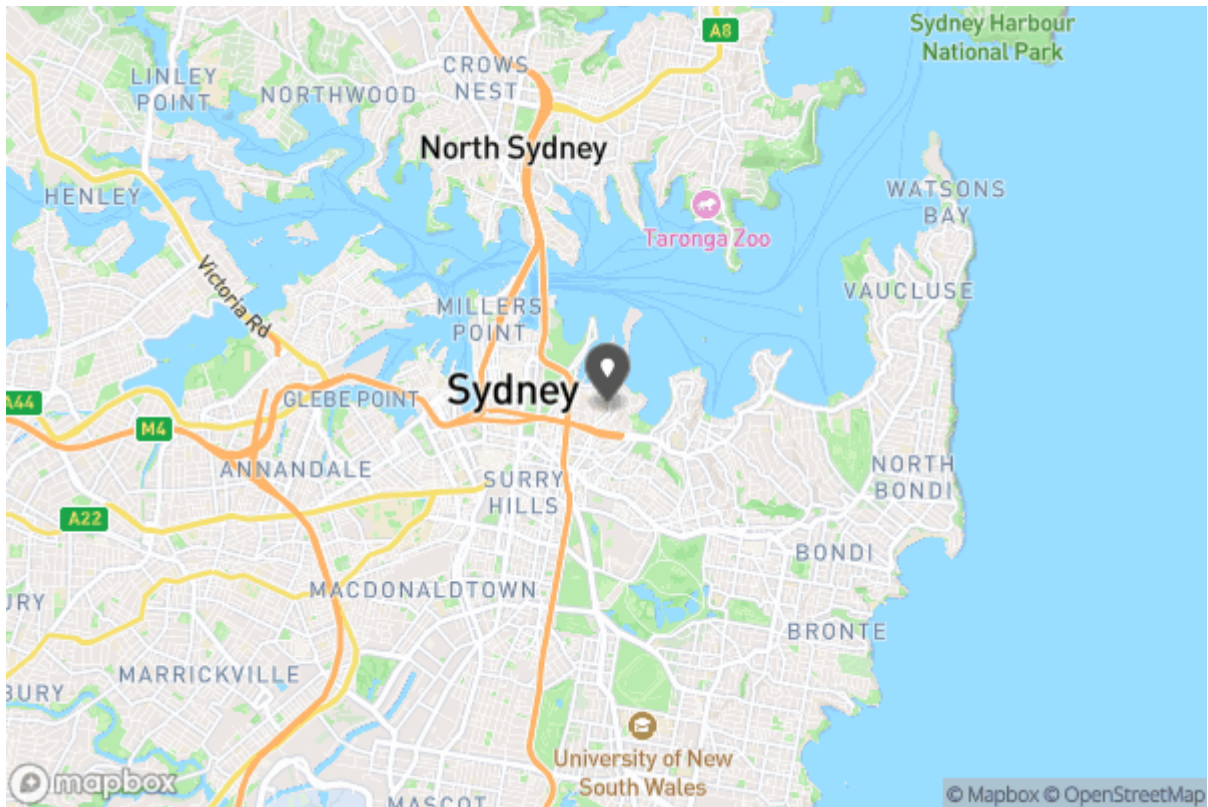 Sydney Harbour
National Park
A8
CROWS
NEST
LINLEY
POINT
NORTHWOOD
North Sydney
HENLEY
WATSONS
BAY
Taronga Zoo
Victoria Rd
MILLERS
POINT
VAUCLUSE
Sydney
GLEBE POINT
A44
M4
ANNANDALE
SURRY
HILLS
NORTH
BONDI
A22
BONDI
MACDONALDTOWN
URY
BRONTE
MARRICKVILLE
BURY
University of New
South Wales
mapbox
MASCOT
© Mapbox © OpenStreetMap